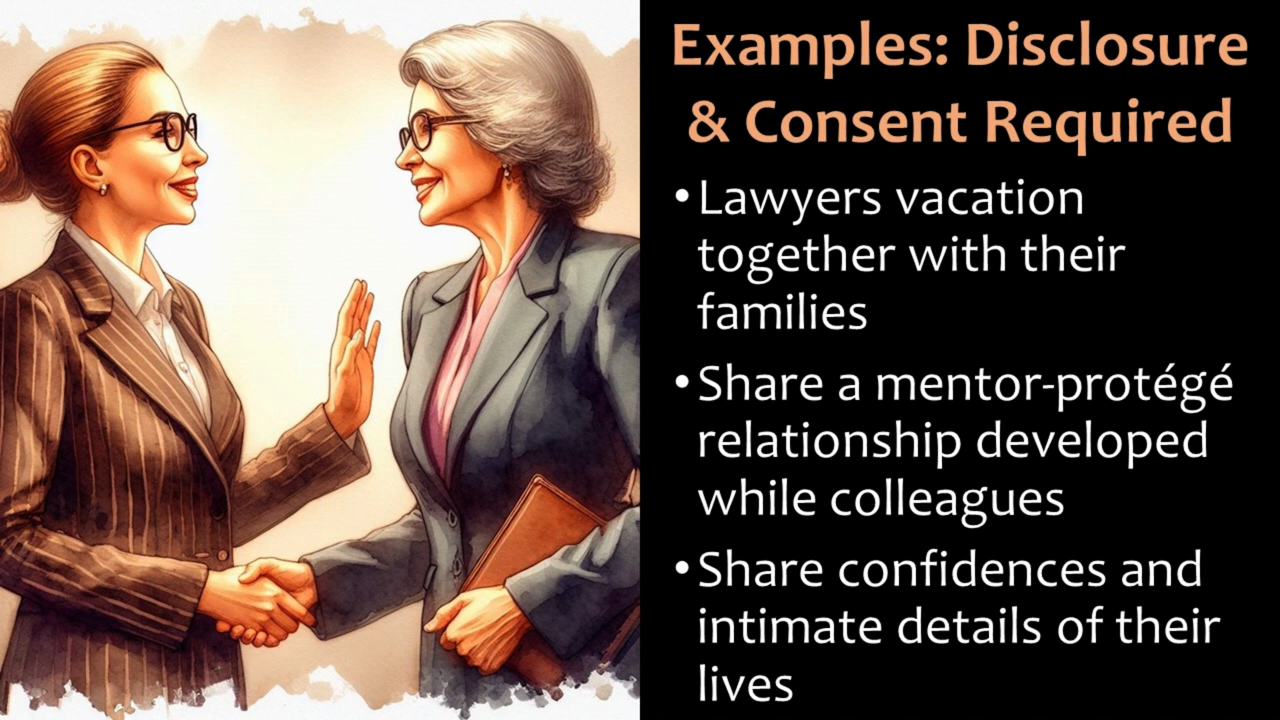 Examples: Disclosure
& Consent Required
•Lawyers vacation
together with their
families
•Share a mentor-protégé
relationship developed
while colleagues
•Share confidences and
intimate details of their
lives